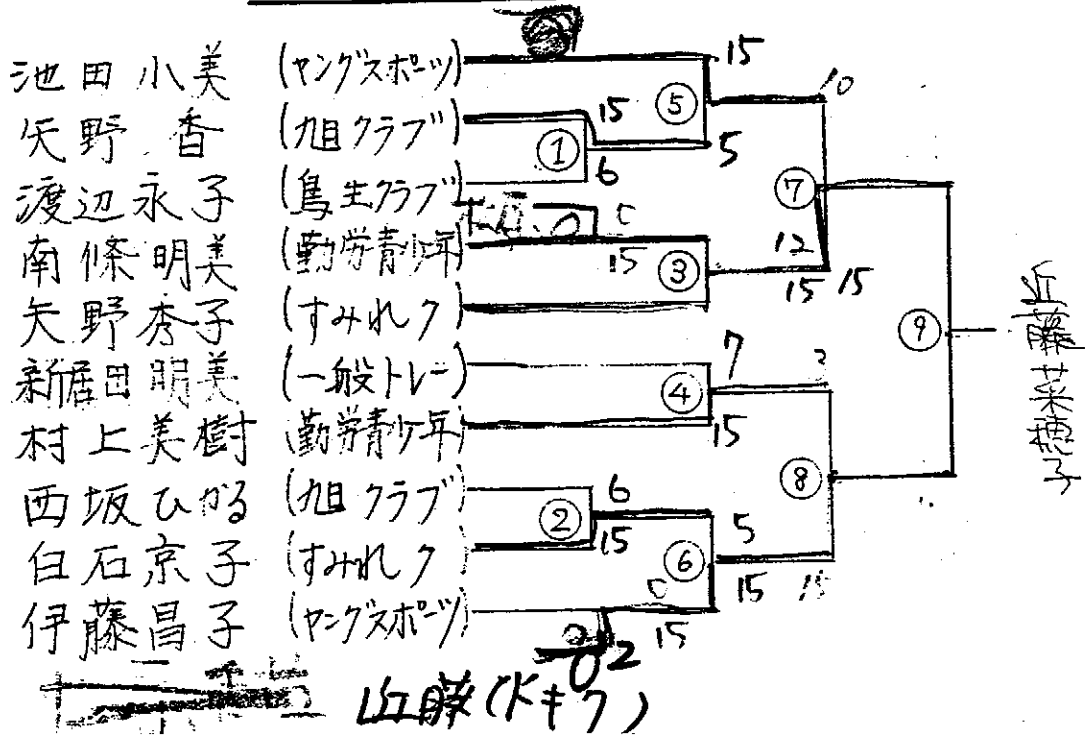 池田小美 (ヤングスポーツ) 15
10
矢野 香 (旭クラブ) 15 ⑤ 5
① 6
渡辺永子 (鳥生クラブ) 0 ⑦
南條明美 (勤労青少年) 15 ③ 12 15 15
矢野秀子 (すみれク)
⑨ 近藤菜穂子
新居田明美 (一般トレー) 7
④
村上美樹 (勤労青少年) 15
⑧
西坂ひかる (旭クラブ) 6
② 15 5
白石京子 (すみれク) ⑥ 15 15
伊藤昌子 (ヤングスポーツ) 0 15
近藤